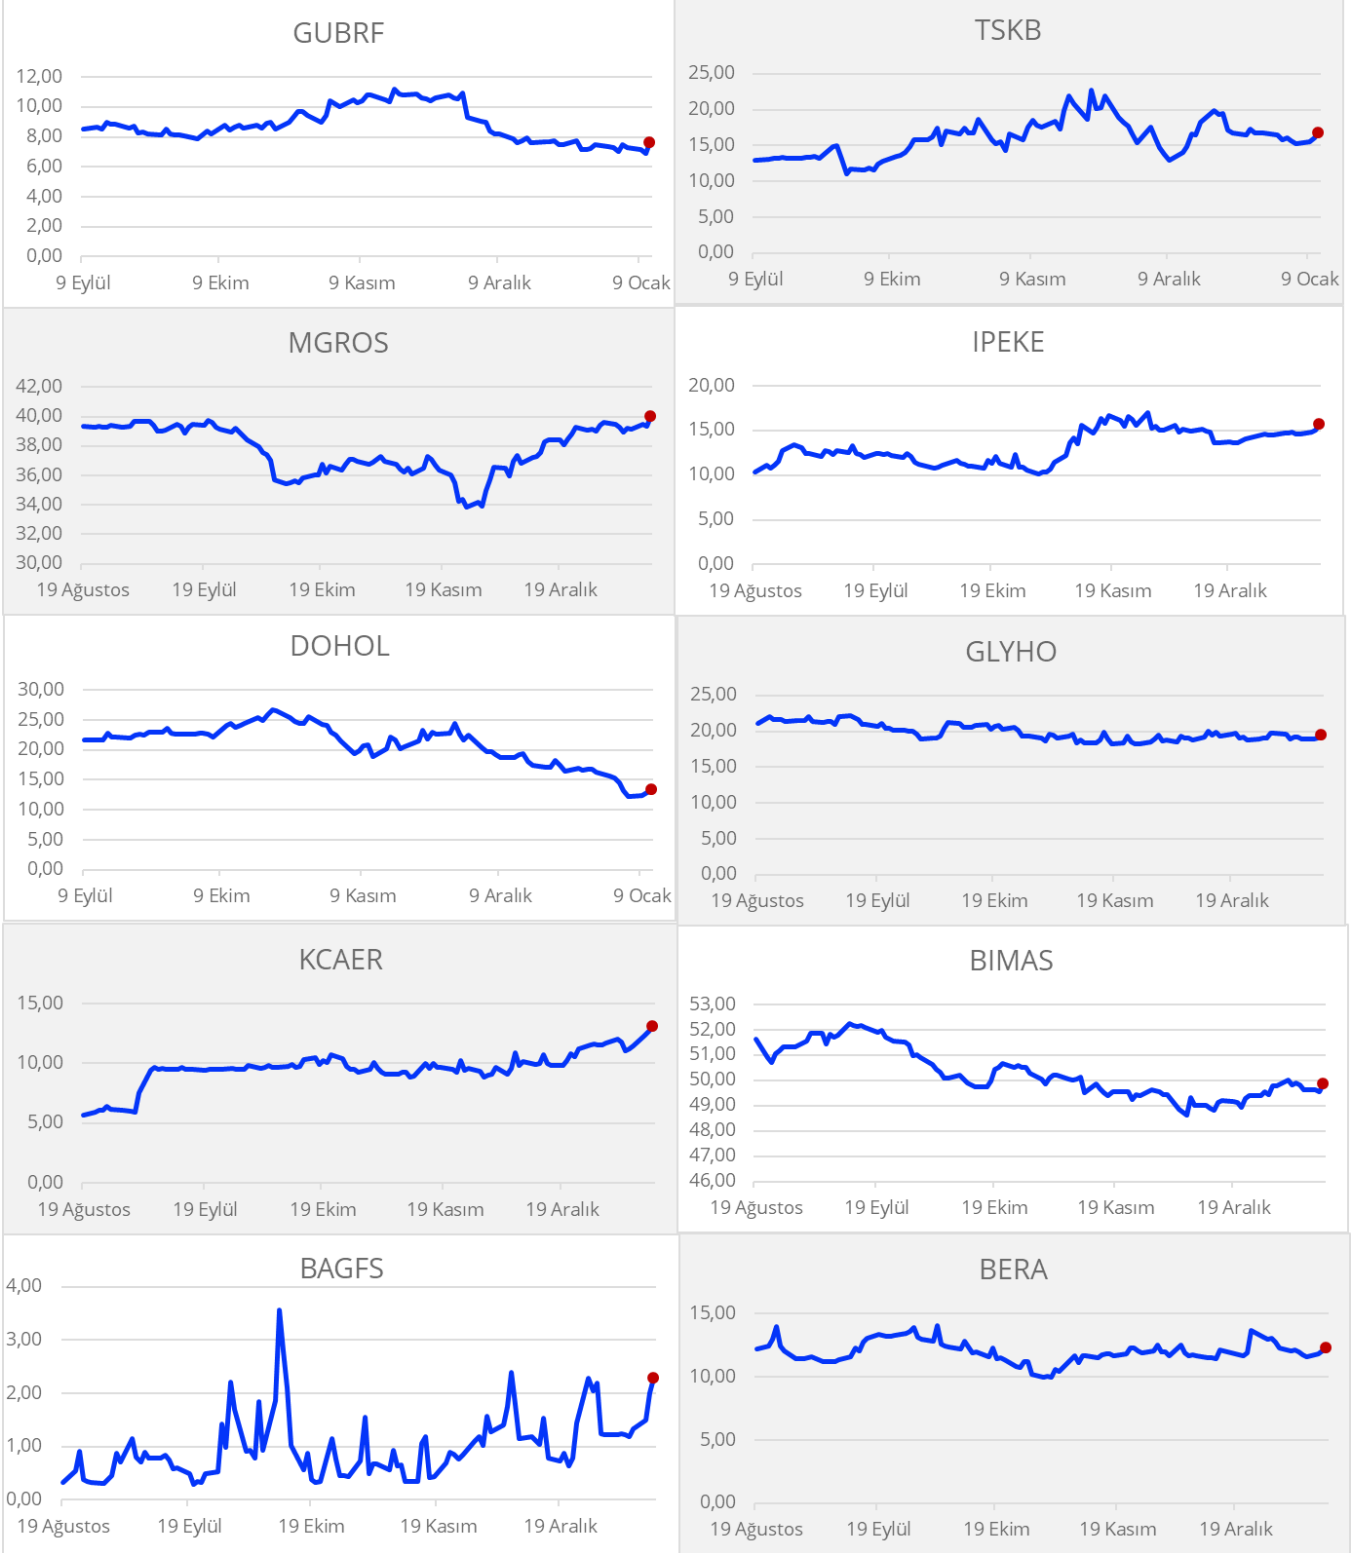 GUBRF
12,00
10,00
8,00
6,00
4,00
2,00
0,00
9 Eylül 9 Ekim 9 Kasım 9 Aralık 9 Ocak
TSKB
25,00
20,00
15,00
10,00
5,00
0,00
9 Eylül 9 Ekim 9 Kasım 9 Aralık 9 Ocak
MGROS
42,00
40,00
38,00
36,00
34,00
32,00
30,00
19 Ağustos 19 Eylül 19 Ekim 19 Kasım 19 Aralık
IPEKE
20,00
15,00
10,00
5,00
0,00
19 Ağustos 19 Eylül 19 Ekim 19 Kasım 19 Aralık
DOHOL
30,00
25,00
20,00
15,00
10,00
5,00
0,00
9 Eylül 9 Ekim 9 Kasım 9 Aralık 9 Ocak
GLYHO
25,00
20,00
15,00
10,00
5,00
0,00
19 Ağustos 19 Eylül 19 Ekim 19 Kasım 19 Aralık
KCAER
15,00
10,00
5,00
0,00
19 Ağustos 19 Eylül 19 Ekim 19 Kasım 19 Aralık
BIMAS
53,00
52,00
51,00
50,00
49,00
48,00
47,00
46,00
19 Ağustos 19 Eylül 19 Ekim 19 Kasım 19 Aralık
BAGFS
4,00
3,00
2,00
1,00
0,00
19 Ağustos 19 Eylül 19 Ekim 19 Kasım 19 Aralık
BERA
15,00
10,00
5,00
0,00
19 Ağustos 19 Eylül 19 Ekim 19 Kasım 19 Aralık